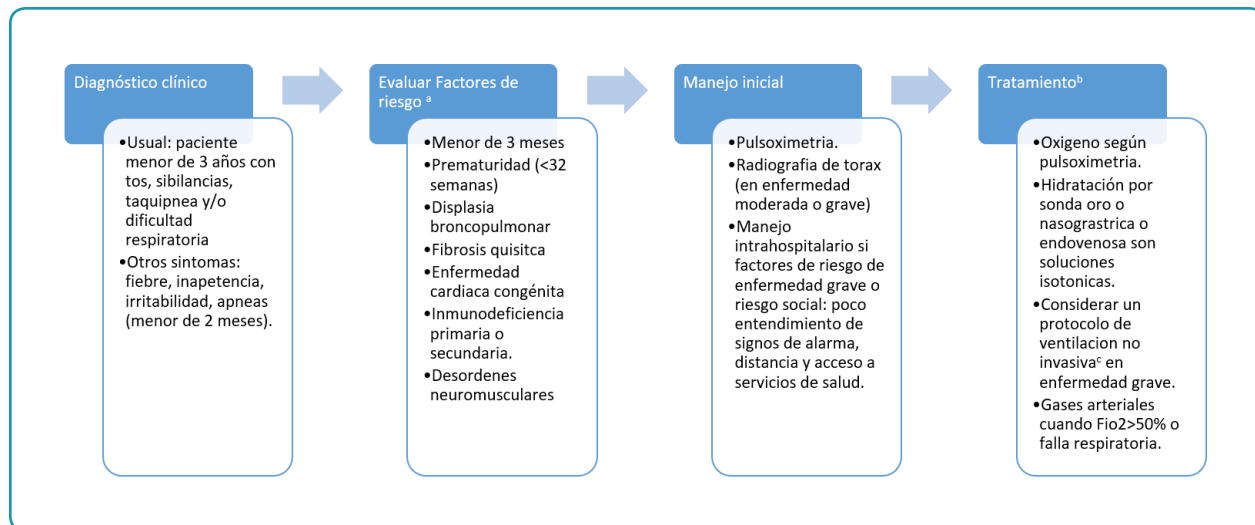 Diagnóstico clínico
•Usual: paciente
menor de 3 años con
tos, sibilancias,
taquipnea y/o
dificultad
respiratoria
•Otros sintomas:
fiebre, inapetencia,
irritabilidad, apneas
(menor de 2 meses).
Evaluar Factores de
riesgo ᵃ
•Menor de 3 meses
•Prematuridad (<32
semanas)
•Displasia
broncopulmonar
•Fibrosis quisitca
•Enfermedad
cardiaca congénita
•Inmunodeficiencia
primaria o
secundaria.
•Desordenes
neuromusculares
Manejo inicial
•Pulsoximetria.
•Radiografia de torax
(en enfermedad
moderada o grave)
•Manejo
intrahospitalario si
factores de riesgo de
enfermedad grave o
riesgo social: poco
entendimiento de
signos de alarma,
distancia y acceso a
servicios de salud.
Tratamientoᵇ
•Oxigeno según
pulsoximetria.
•Hidratación por
sonda oro o
nasograstrica o
endovenosa son
soluciones
isotonicas.
•Considerar un
protocolo de
ventilacion no
invasivaᶜ en
enfermedad grave.
•Gases arteriales
cuando Fio2>50% o
falla respiratoria.